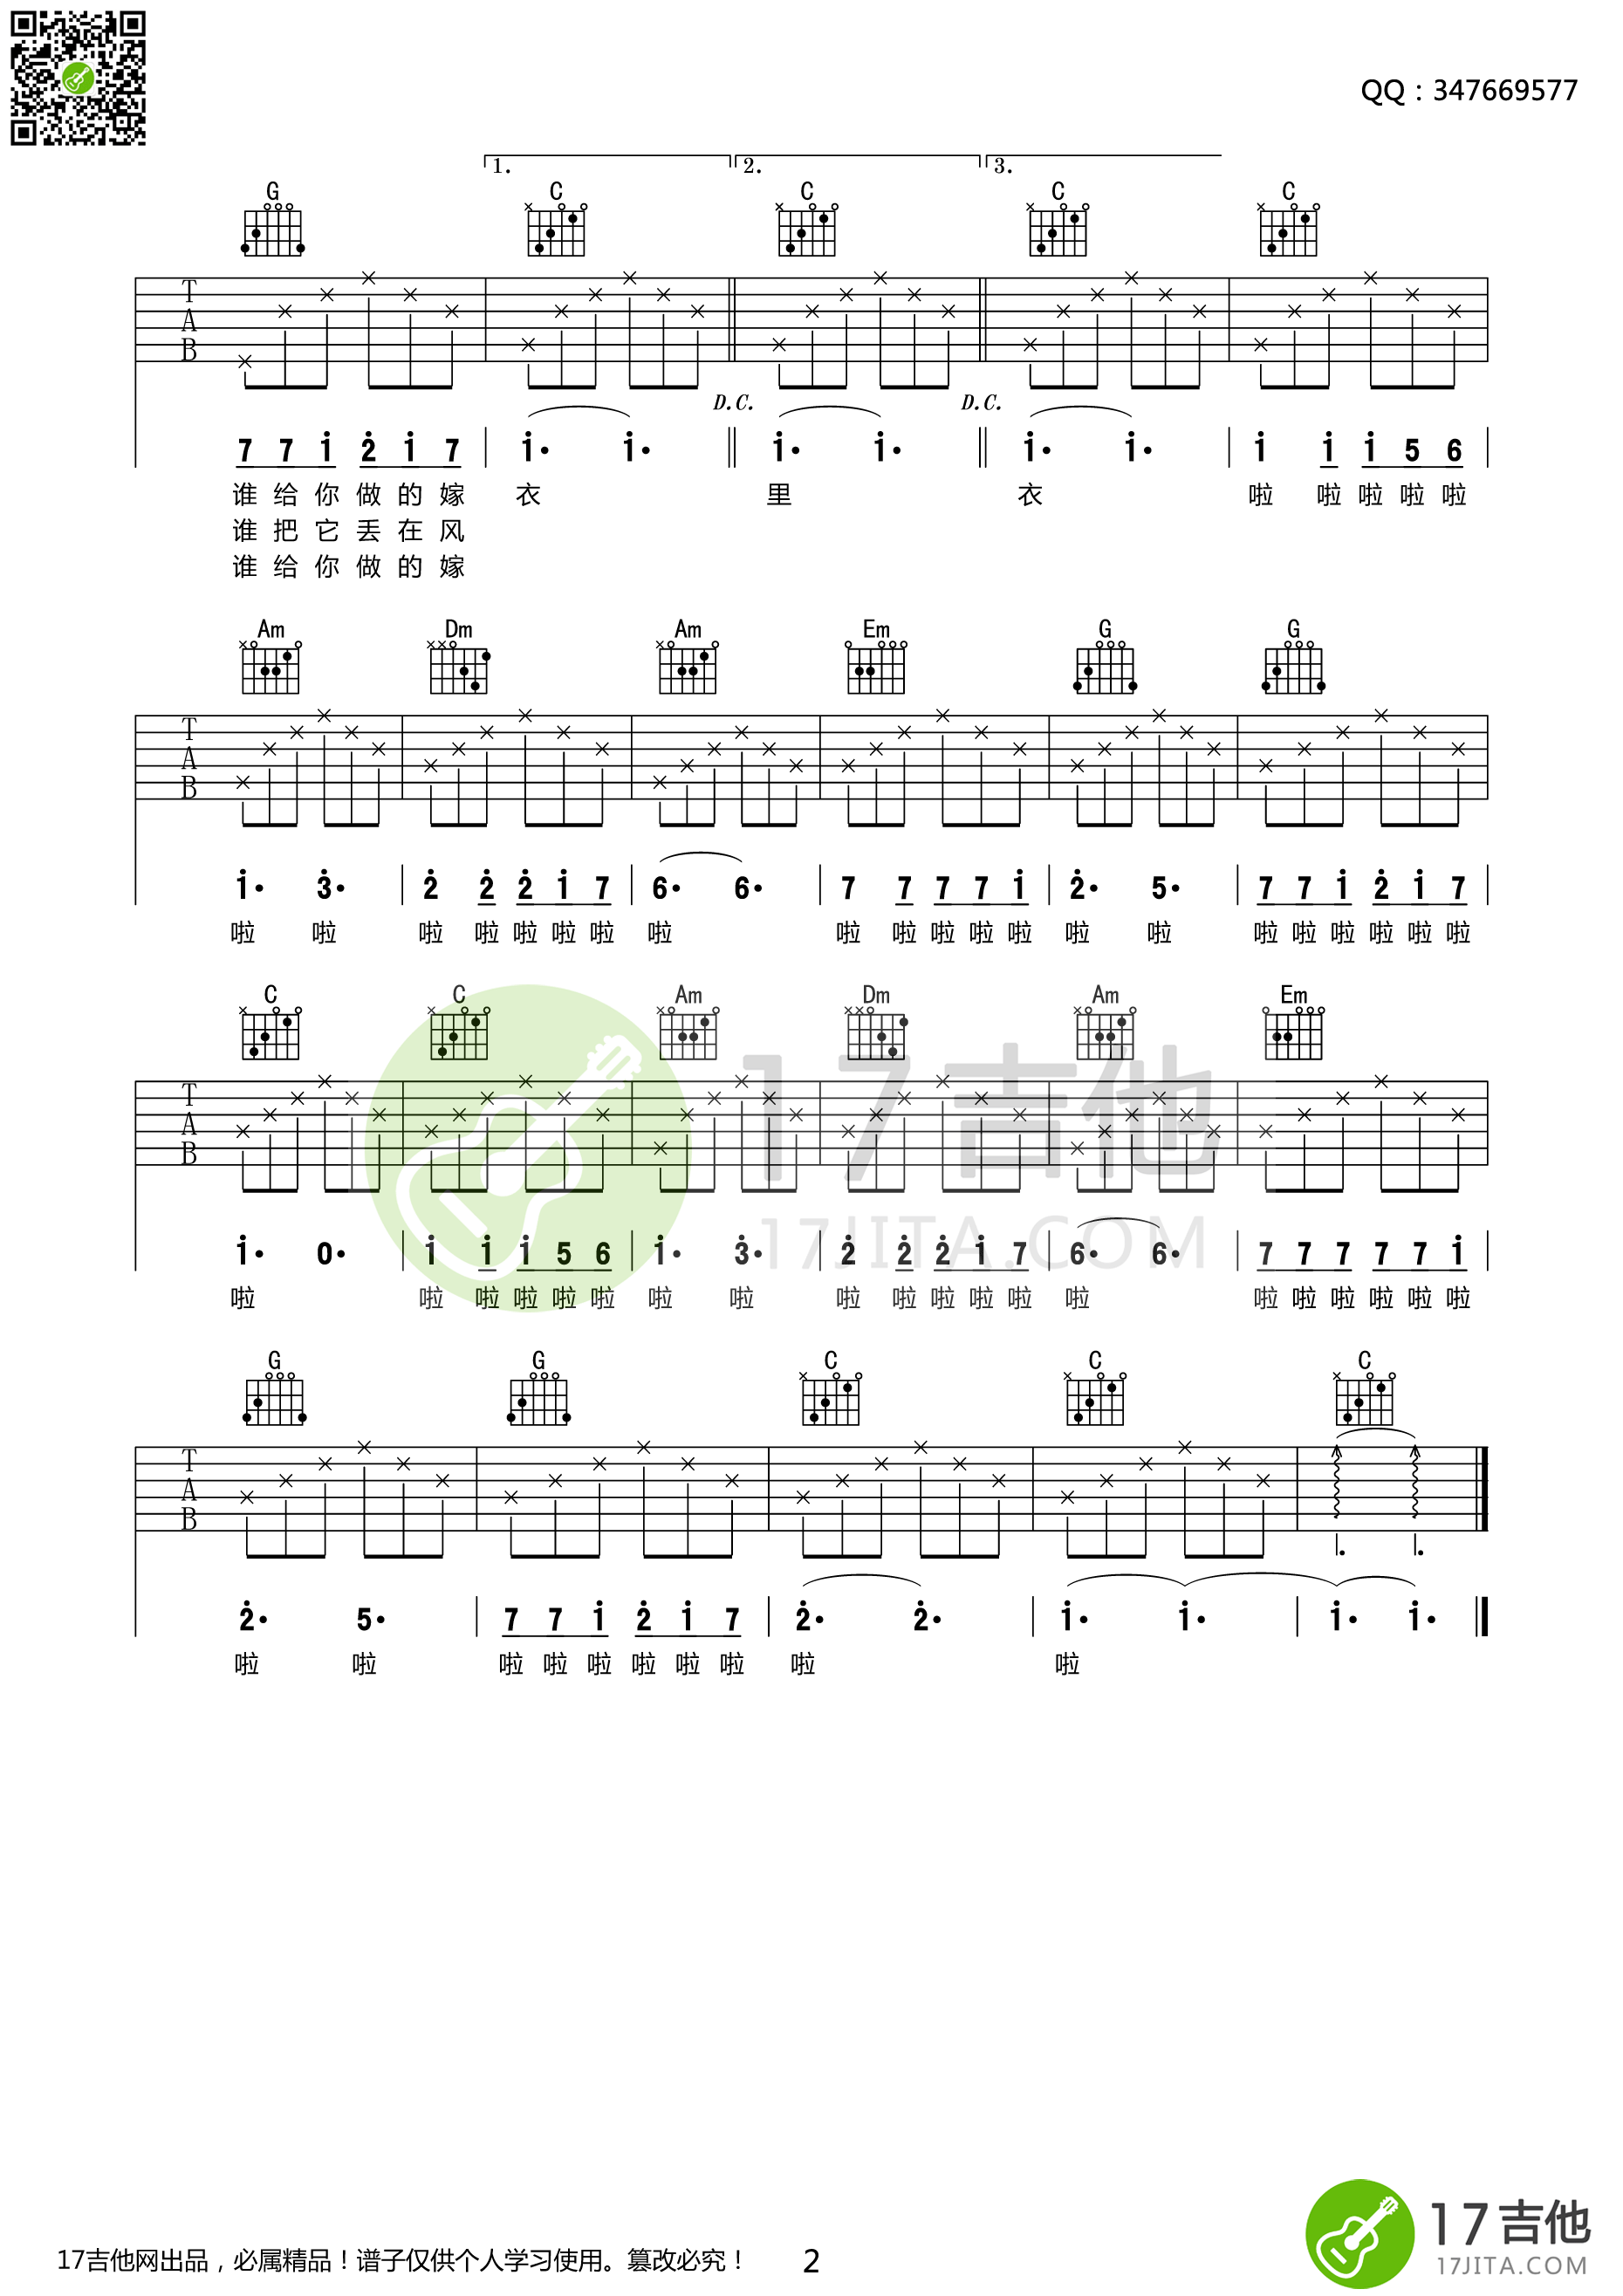 QQ：347669577
1. 2. 3.
G C C C C
T
A
B
D.C. D.C.
7 7 i 2̇ i 7 | i· i· || i· i· || i· i· | i i i 5 6 |
谁 给 你 做 的 嫁 衣 里 衣 啦 啦 啦 啦 啦
谁 把 它 丢 在 风
谁 给 你 做 的 嫁
Am Dm Am Em G G
T
A
B
i· 3̇· | 2̇ 2̇ 2̇ i 7 | 6· 6· | 7 7 7 7 i | 2̇· 5· | 7 7 i 2̇ i 7 |
啦 啦 啦 啦 啦 啦 啦 啦 啦 啦 啦 啦 啦 啦 啦 啦 啦 啦 啦 啦 啦
C C Am Dm Am Em
T
A
B
17吉他
17JITA.COM
i· 0· | i i i 5 6 | i· 3̇· | 2̇ 2̇ 2̇ i 7 | 6· 6· | 7 7 7 7 7 i |
啦 啦 啦 啦 啦 啦 啦 啦 啦 啦 啦 啦 啦 啦 啦 啦 啦 啦 啦 啦
G G C C C
T
A
B
2̇· 5· | 7 7 i 2̇ i 7 | 2̇· 2̇· | i· i· | i· i·
啦 啦 啦 啦 啦 啦 啦 啦 啦 啦
17吉他网出品，必属精品！谱子仅供个人学习使用。篡改必究！ 2
17吉他
17JITA.COM